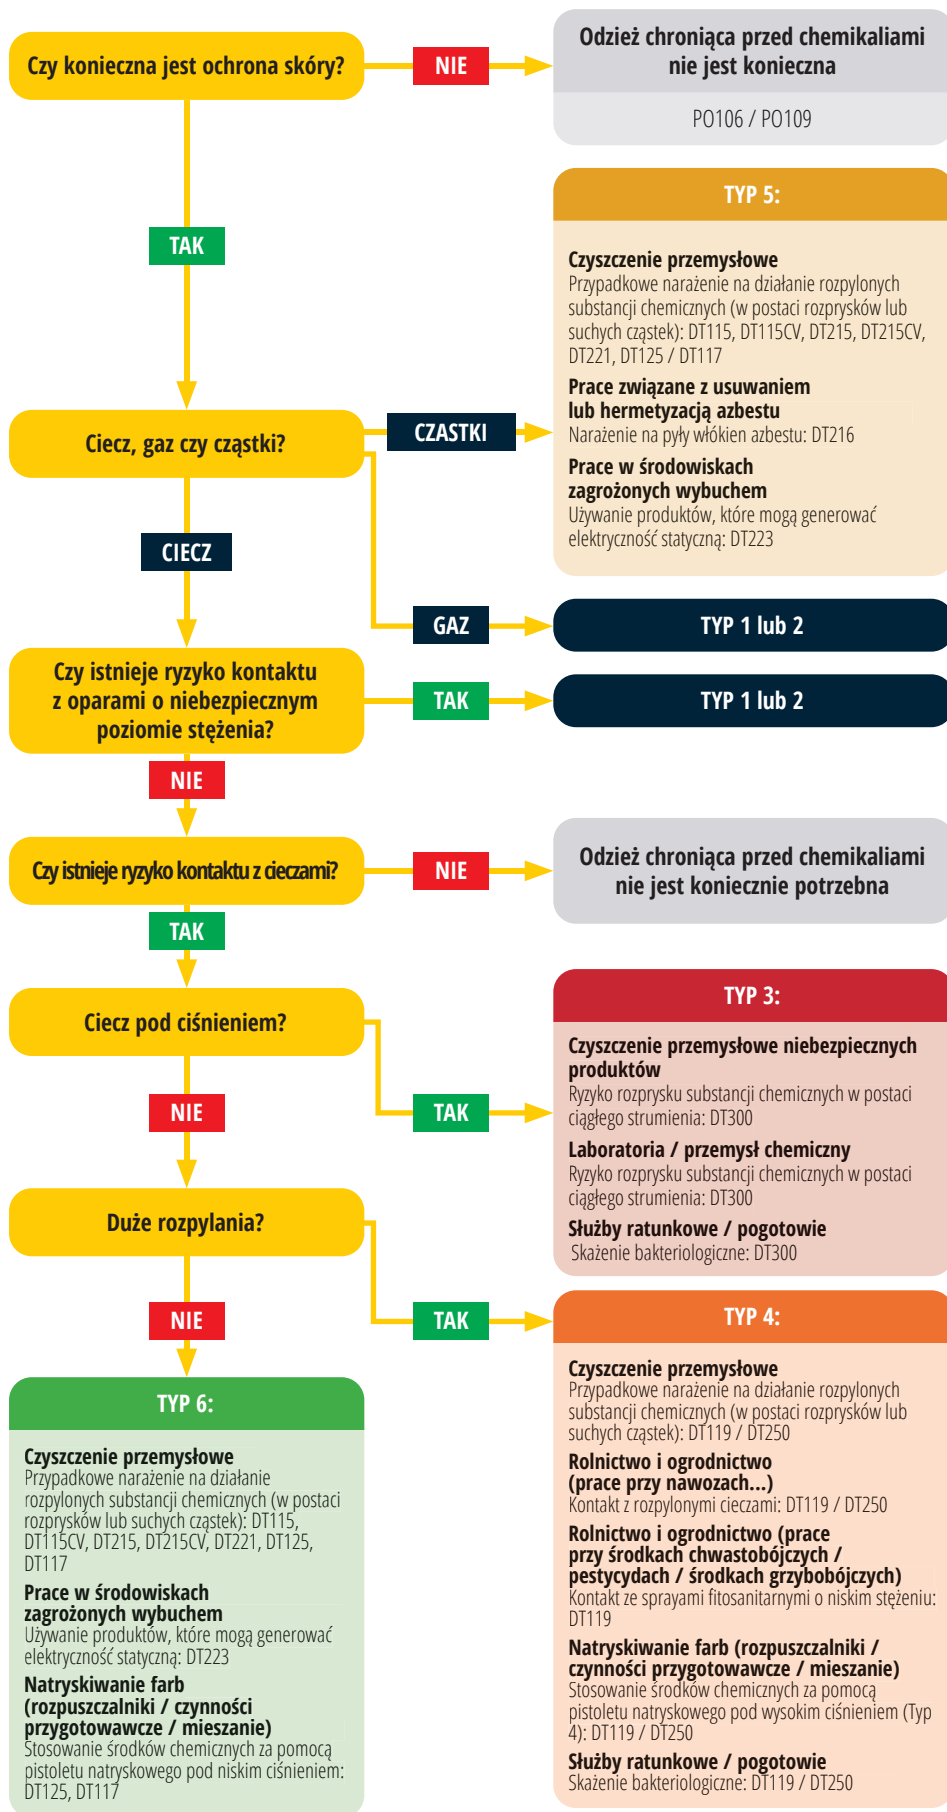 Czy konieczna jest ochrona skóry?
NIE
Odzież chroniąca przed chemikaliami
nie jest konieczna
PO106 / PO109
TAK
TYP 5:
Czyszczenie przemysłowe
Przypadkowe narażenie na działanie rozpylonych
substancji chemicznych (w postaci rozprysków lub
suchych cząstek): DT115, DT115CV, DT215, DT215CV,
DT221, DT125 / DT117
Prace związane z usuwaniem
lub hermetyzacją azbestu
Narażenie na pyły włókien azbestu: DT216
Prace w środowiskach
zagrożonych wybuchem
Używanie produktów, które mogą generować
elektryczność statyczną: DT223
Ciecz, gaz czy cząstki?
CZASTKI
CIECZ
GAZ
TYP 1 lub 2
Czy istnieje ryzyko kontaktu
z oparami o niebezpiecznym
poziomie stężenia?
TAK
TYP 1 lub 2
NIE
Czy istnieje ryzyko kontaktu z cieczami?
NIE
Odzież chroniąca przed chemikaliami
nie jest koniecznie potrzebna
TAK
Ciecz pod ciśnieniem?
NIE
TAK
TYP 3:
Czyszczenie przemysłowe niebezpiecznych
produktów
Ryzyko rozprysku substancji chemicznych w postaci
ciągłego strumienia: DT300
Laboratoria / przemysł chemiczny
Ryzyko rozprysku substancji chemicznych w postaci
ciągłego strumienia: DT300
Służby ratunkowe / pogotowie
Skażenie bakteriologiczne: DT300
Duże rozpylania?
NIE
TAK
TYP 4:
Czyszczenie przemysłowe
Przypadkowe narażenie na działanie rozpylonych
substancji chemicznych (w postaci rozprysków lub
suchych cząstek): DT119 / DT250
Rolnictwo i ogrodnictwo
(prace przy nawozach...)
Kontakt z rozpylonymi cieczami: DT119 / DT250
Rolnictwo i ogrodnictwo (prace
przy środkach chwastobójczych /
pestycydach / środkach grzybobójczych)
Kontakt ze sprayami fitosanitarnymi o niskim stężeniu:
DT119
Natryskiwanie farb (rozpuszczalniki /
czynności przygotowawcze / mieszanie)
Stosowanie środków chemicznych za pomocą
pistoletu natryskowego pod wysokim ciśnieniem (Typ
4): DT119 / DT250
Służby ratunkowe / pogotowie
Skażenie bakteriologiczne: DT119 / DT250
TYP 6:
Czyszczenie przemysłowe
Przypadkowe narażenie na działanie
rozpylonych substancji chemicznych (w postaci
rozprysków lub suchych cząstek): DT115,
DT115CV, DT215, DT215CV, DT221, DT125,
DT117
Prace w środowiskach
zagrożonych wybuchem
Używanie produktów, które mogą generować
elektryczność statyczną: DT223
Natryskiwanie farb
(rozpuszczalniki / czynności
przygotowawcze / mieszanie)
Stosowanie środków chemicznych za pomocą
pistoletu natryskowego pod niskim ciśnieniem:
DT125, DT117